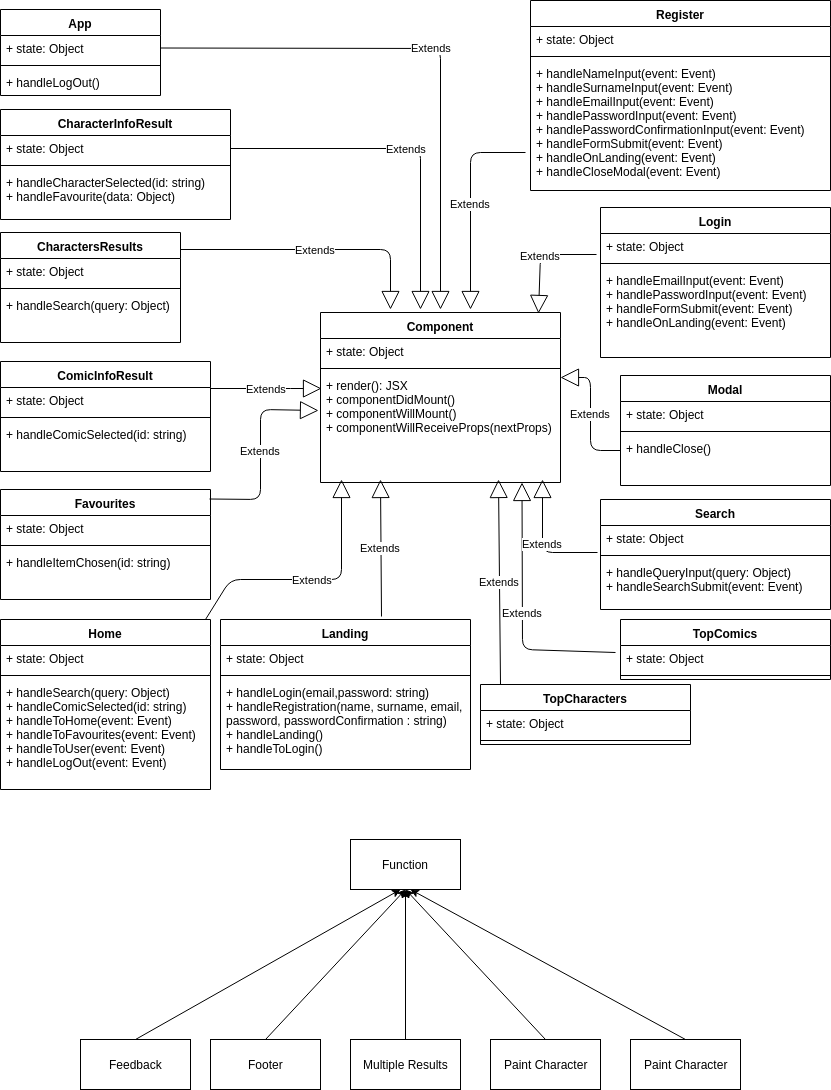 App
+ state: Object
+ handleLogOut()
Extends
CharacterInfoResult
+ state: Object
+ handleCharacterSelected(id: string)
+ handleFavourite(data: Object)
Extends
CharactersResults
+ state: Object
+ handleSearch(query: Object)
Extends
ComicInfoResult
+ state: Object
+ handleComicSelected(id: string)
Extends
Favourites
+ state: Object
+ handleItemChosen(id: string)
Extends
Register
+ state: Object
+ handleNameInput(event: Event)
+ handleSurnameInput(event: Event)
+ handleEmailInput(event: Event)
+ handlePasswordInput(event: Event)
+ handlePasswordConfirmationInput(event: Event)
+ handleFormSubmit(event: Event)
+ handleOnLanding(event: Event)
+ handleCloseModal(event: Event)
Extends
Login
+ state: Object
+ handleEmailInput(event: Event)
+ handlePasswordInput(event: Event)
+ handleFormSubmit(event: Event)
+ handleOnLanding(event: Event)
Extends
Component
+ state: Object
+ render(): JSX
+ componentDidMount()
+ componentWillMount()
+ componentWillReceiveProps(nextProps)
Modal
+ state: Object
+ handleClose()
Extends
Search
+ state: Object
+ handleQueryInput(query: Object)
+ handleSearchSubmit(event: Event)
Extends
Home
+ state: Object
+ handleSearch(query: Object)
+ handleComicSelected(id: string)
+ handleToHome(event: Event)
+ handleToFavourites(event: Event)
+ handleToUser(event: Event)
+ handleLogOut(event: Event)
Extends
Landing
+ state: Object
+ handleLogin(email,password: string)
+ handleRegistration(name, surname, email,
password, passwordConfirmation : string)
+ handleLanding()
+ handleToLogin()
Extends
TopCharacters
+ state: Object
Extends
TopComics
+ state: Object
Extends
Function
Feedback
Footer
Multiple Results
Paint Character
Paint Character